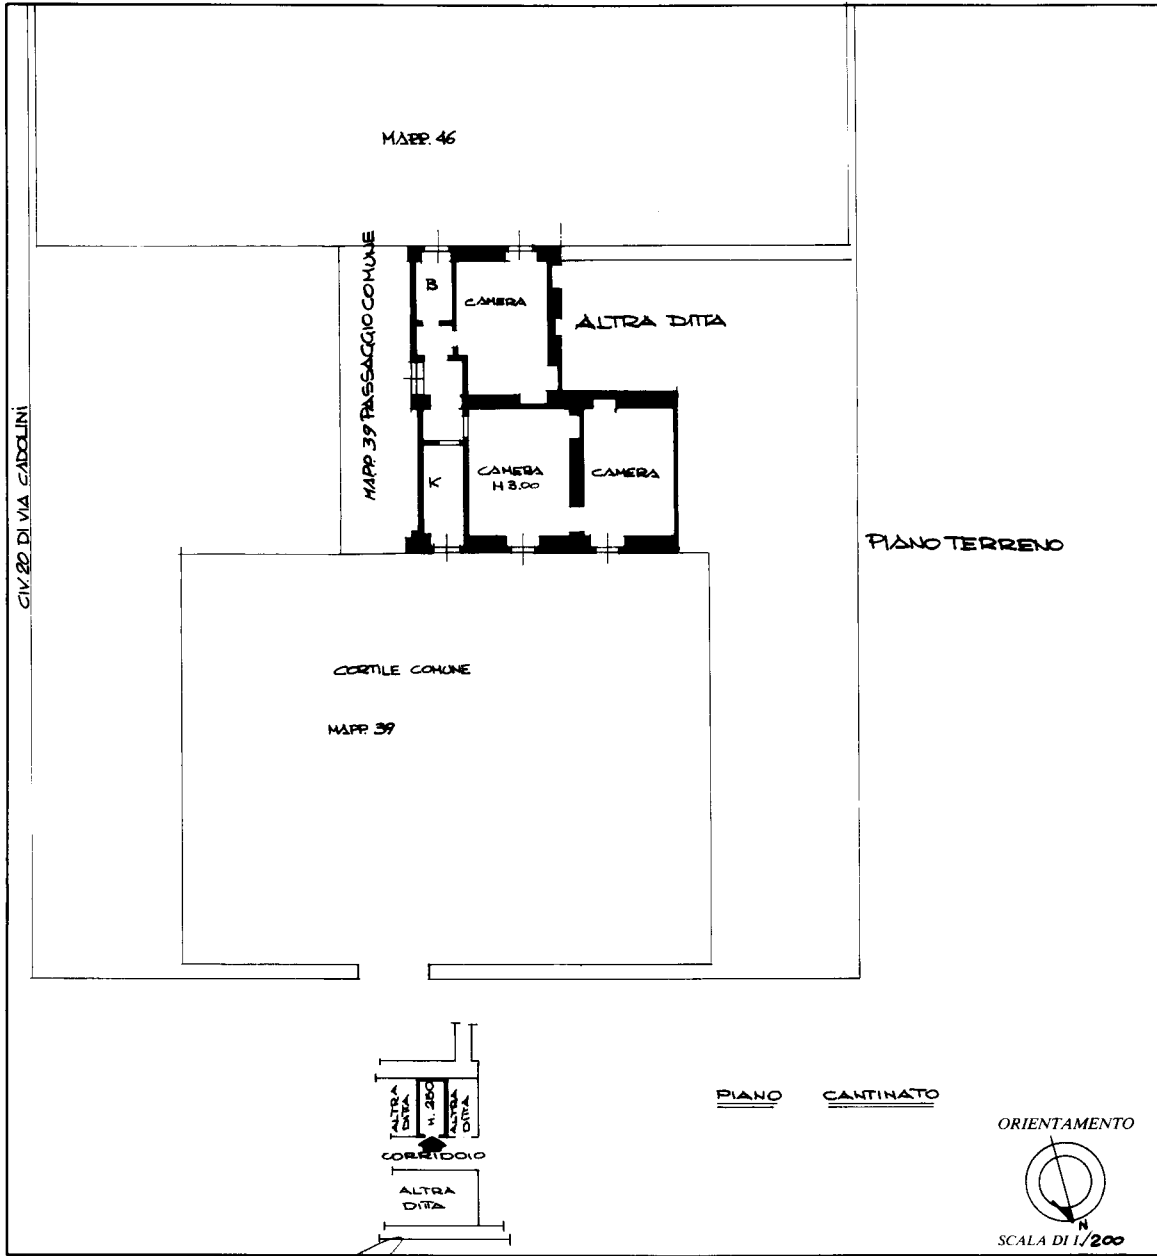 MAPP. 46
MAPP. 39 PASSAGGIO COMUNE
B
CAMERA
ALTRA DITTA
CIV. 20 DI VIA CADOLINI
K
CAMERA
H 3.00
CAMERA
PIANO TERRENO
CORTILE COMUNE
MAPP. 39
ALTRA
DITTA
H. 250
ALTRA
DITTA
CORRIDOIO
ALTRA
DITTA
PIANO CANTINATO
ORIENTAMENTO
N
SCALA DI 1:/200